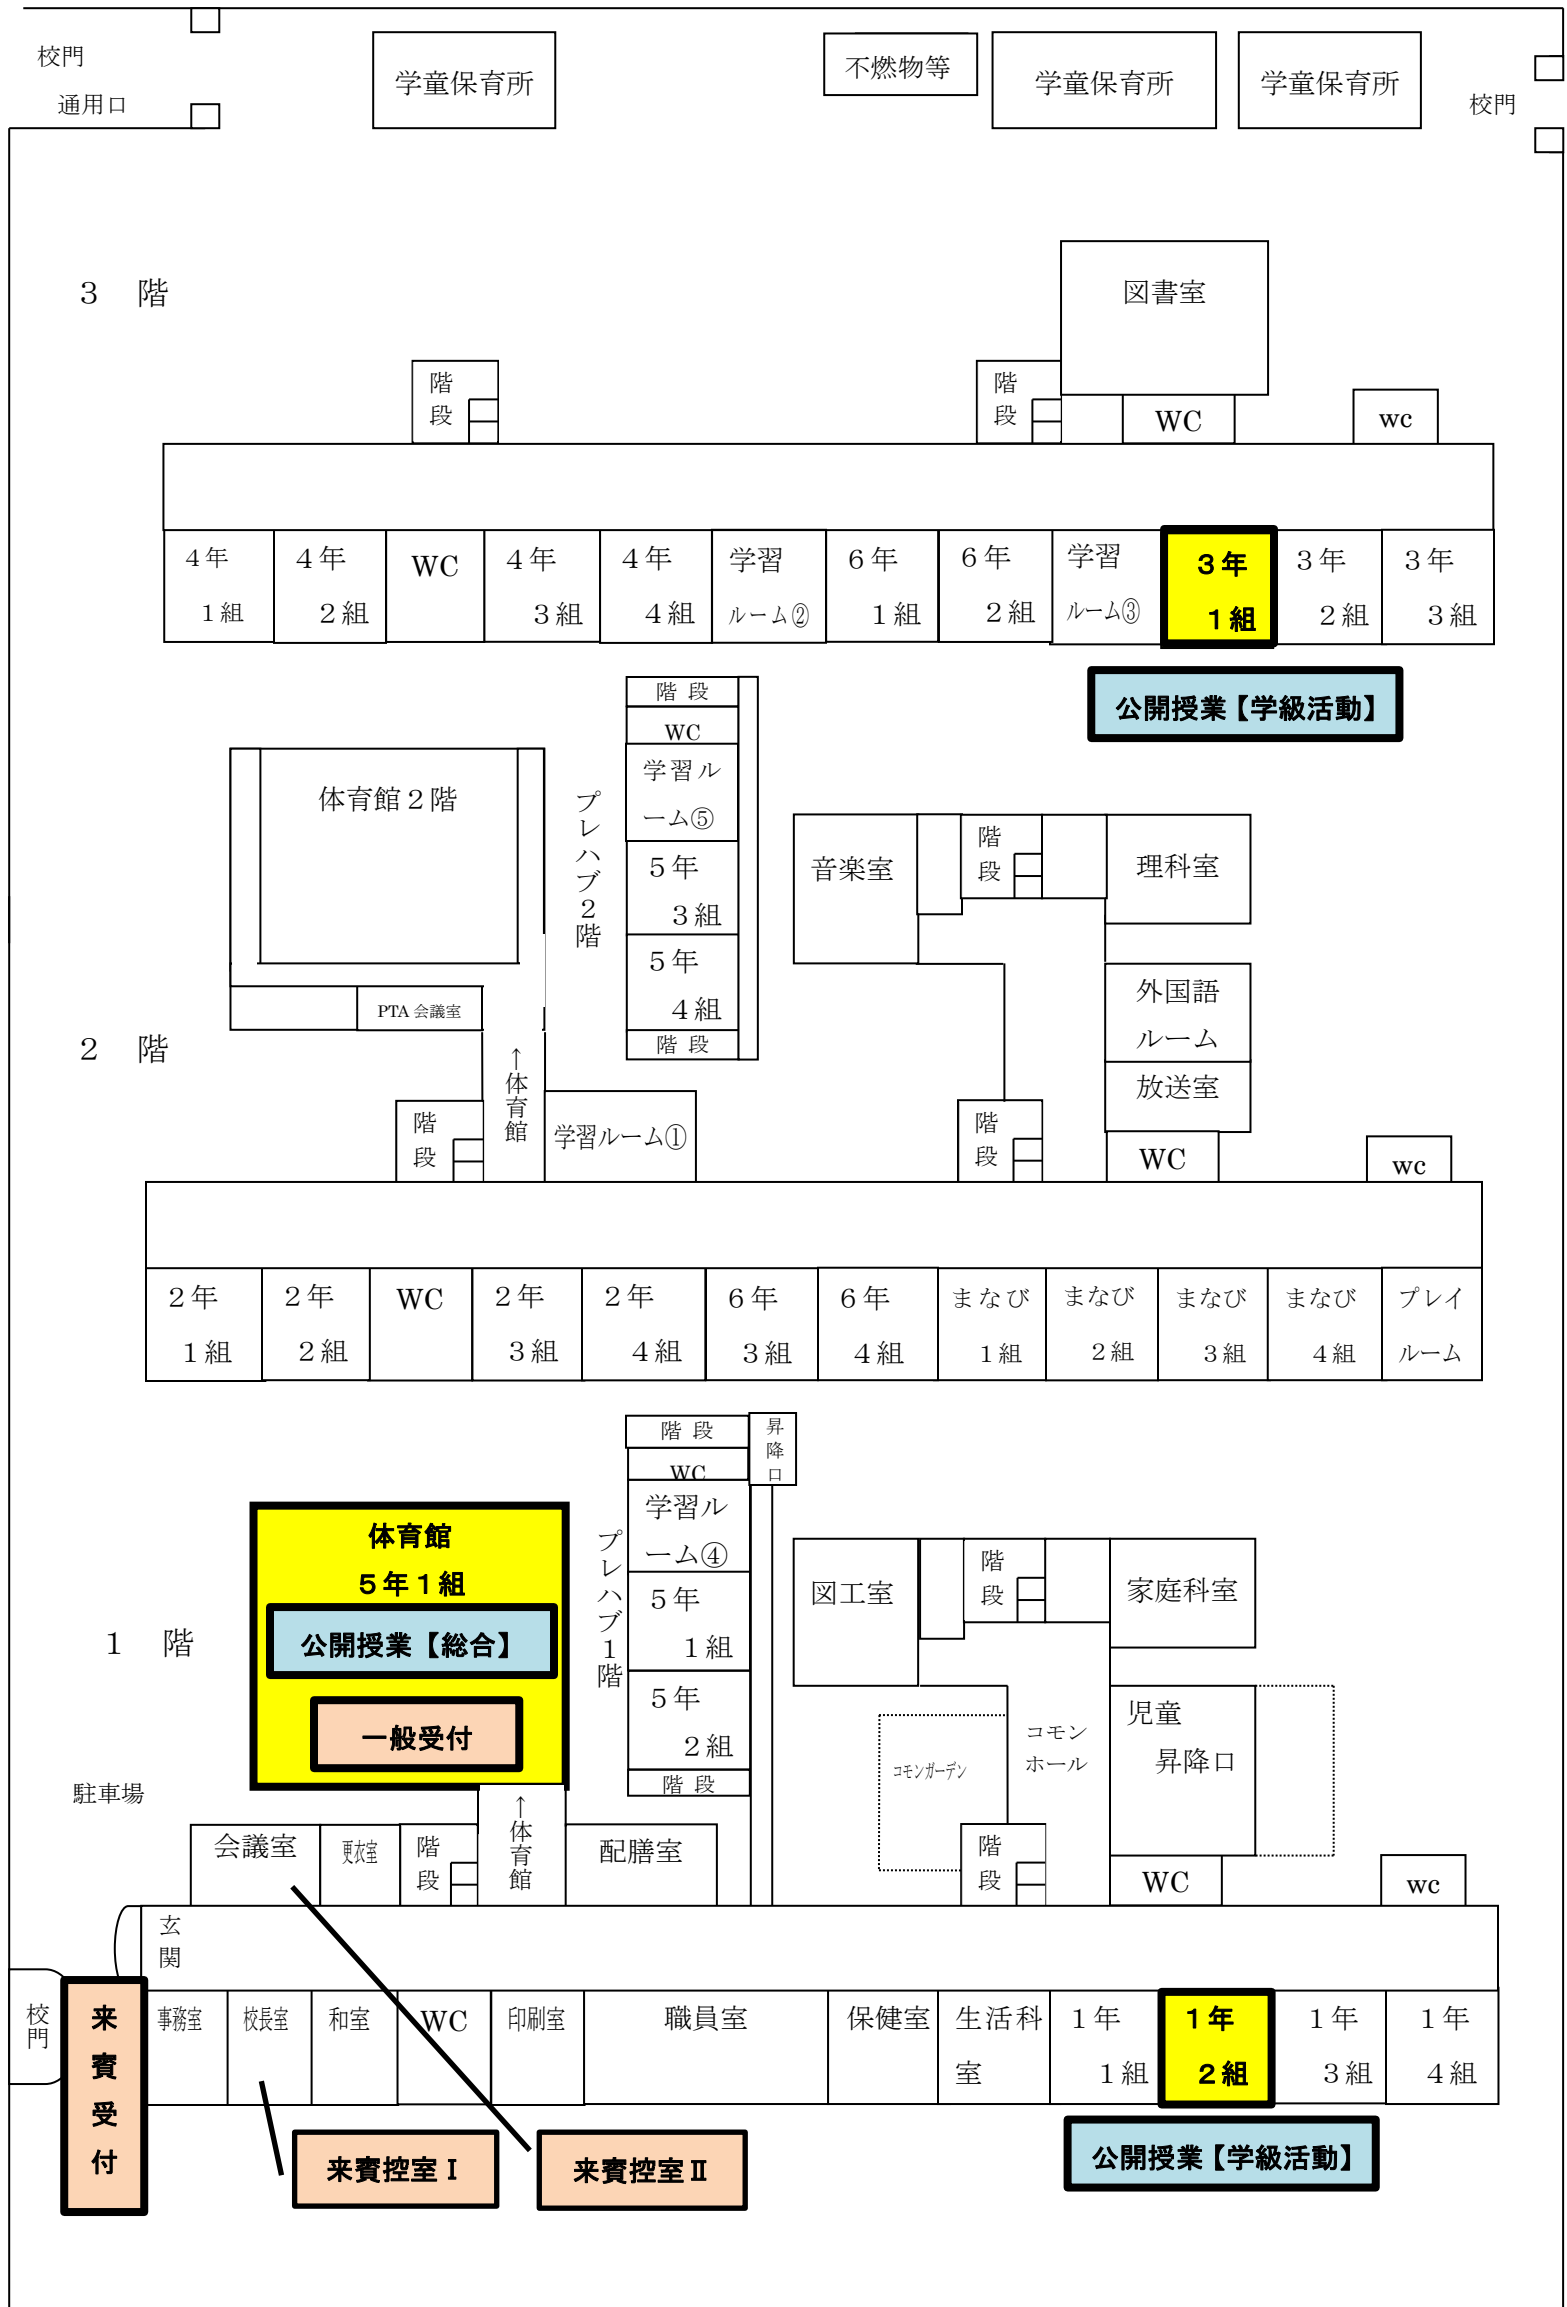 校門
通用口
学童保育所
不燃物等
学童保育所
学童保育所
校門
３　階
図書室
階
段
階
段
WC
wc
４年
１組
４年
２組
WC
４年
３組
４年
４組
学習
ルーム②
６年
１組
６年
２組
学習
ルーム③
３年
１組
３年
２組
３年
３組
公開授業【学級活動】
体育館２階
PTA 会議室
プレハブ２階
階 段
WC
学習ル
ーム⑤
５年
３組
５年
４組
階 段
音楽室
階
段
理科室
外国語
ルーム
放送室
２　階
階
段
↑体育館
学習ルーム①
階
段
WC
wc
２年
１組
２年
２組
WC
２年
３組
２年
４組
６年
３組
６年
４組
まなび
１組
まなび
２組
まなび
３組
まなび
４組
プレイ
ルーム
階 段
昇降口
WC
学習ル
ーム④
５年
１組
５年
２組
階 段
プレハブ１階
体育館
５年１組
公開授業【総合】
一般受付
１　階
図工室
階
段
家庭科室
コモンガーデン
コモン
ホール
児童
昇降口
駐車場
会議室
更衣室
階
段
↑体育館
配膳室
階
段
WC
wc
玄
関
校門
来賓受付
事務室
校長室
和室
WC
印刷室
職員室
保健室
生活科
室
１年
１組
１年
２組
１年
３組
１年
４組
来賓控室Ⅰ
来賓控室Ⅱ
公開授業【学級活動】